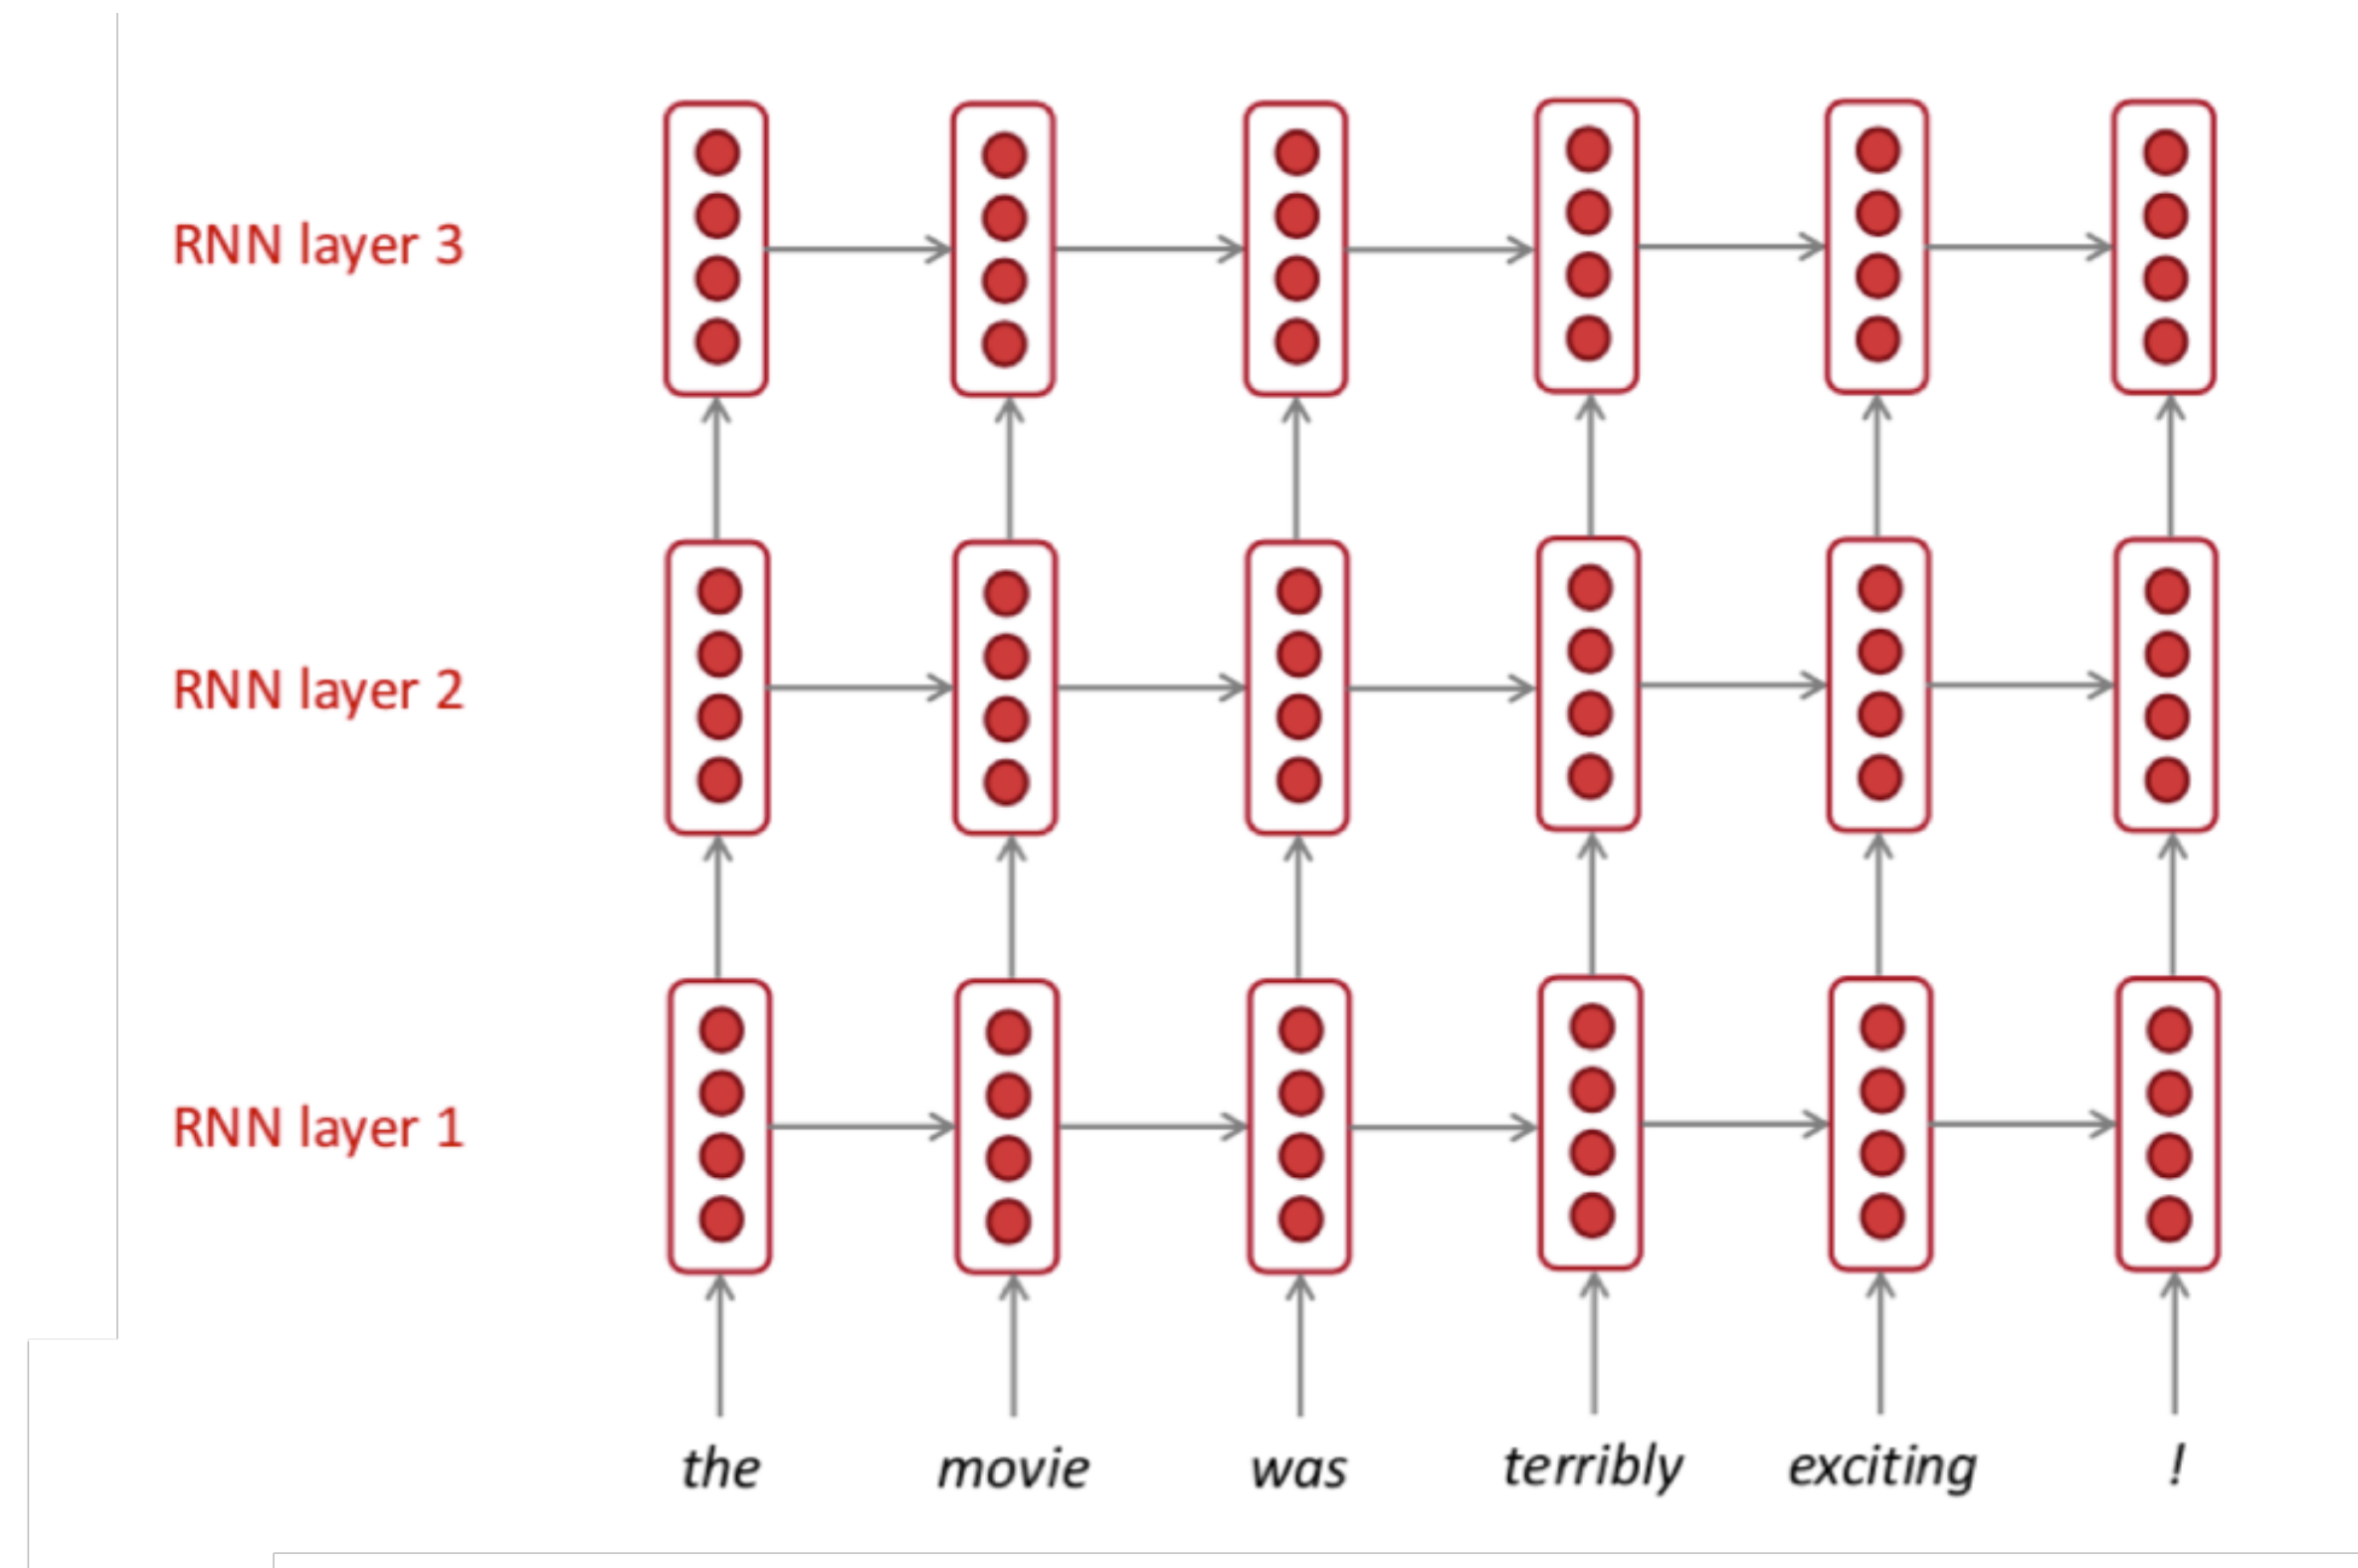 RNN layer 3
RNN layer 2
RNN layer 1
the movie was terribly exciting !